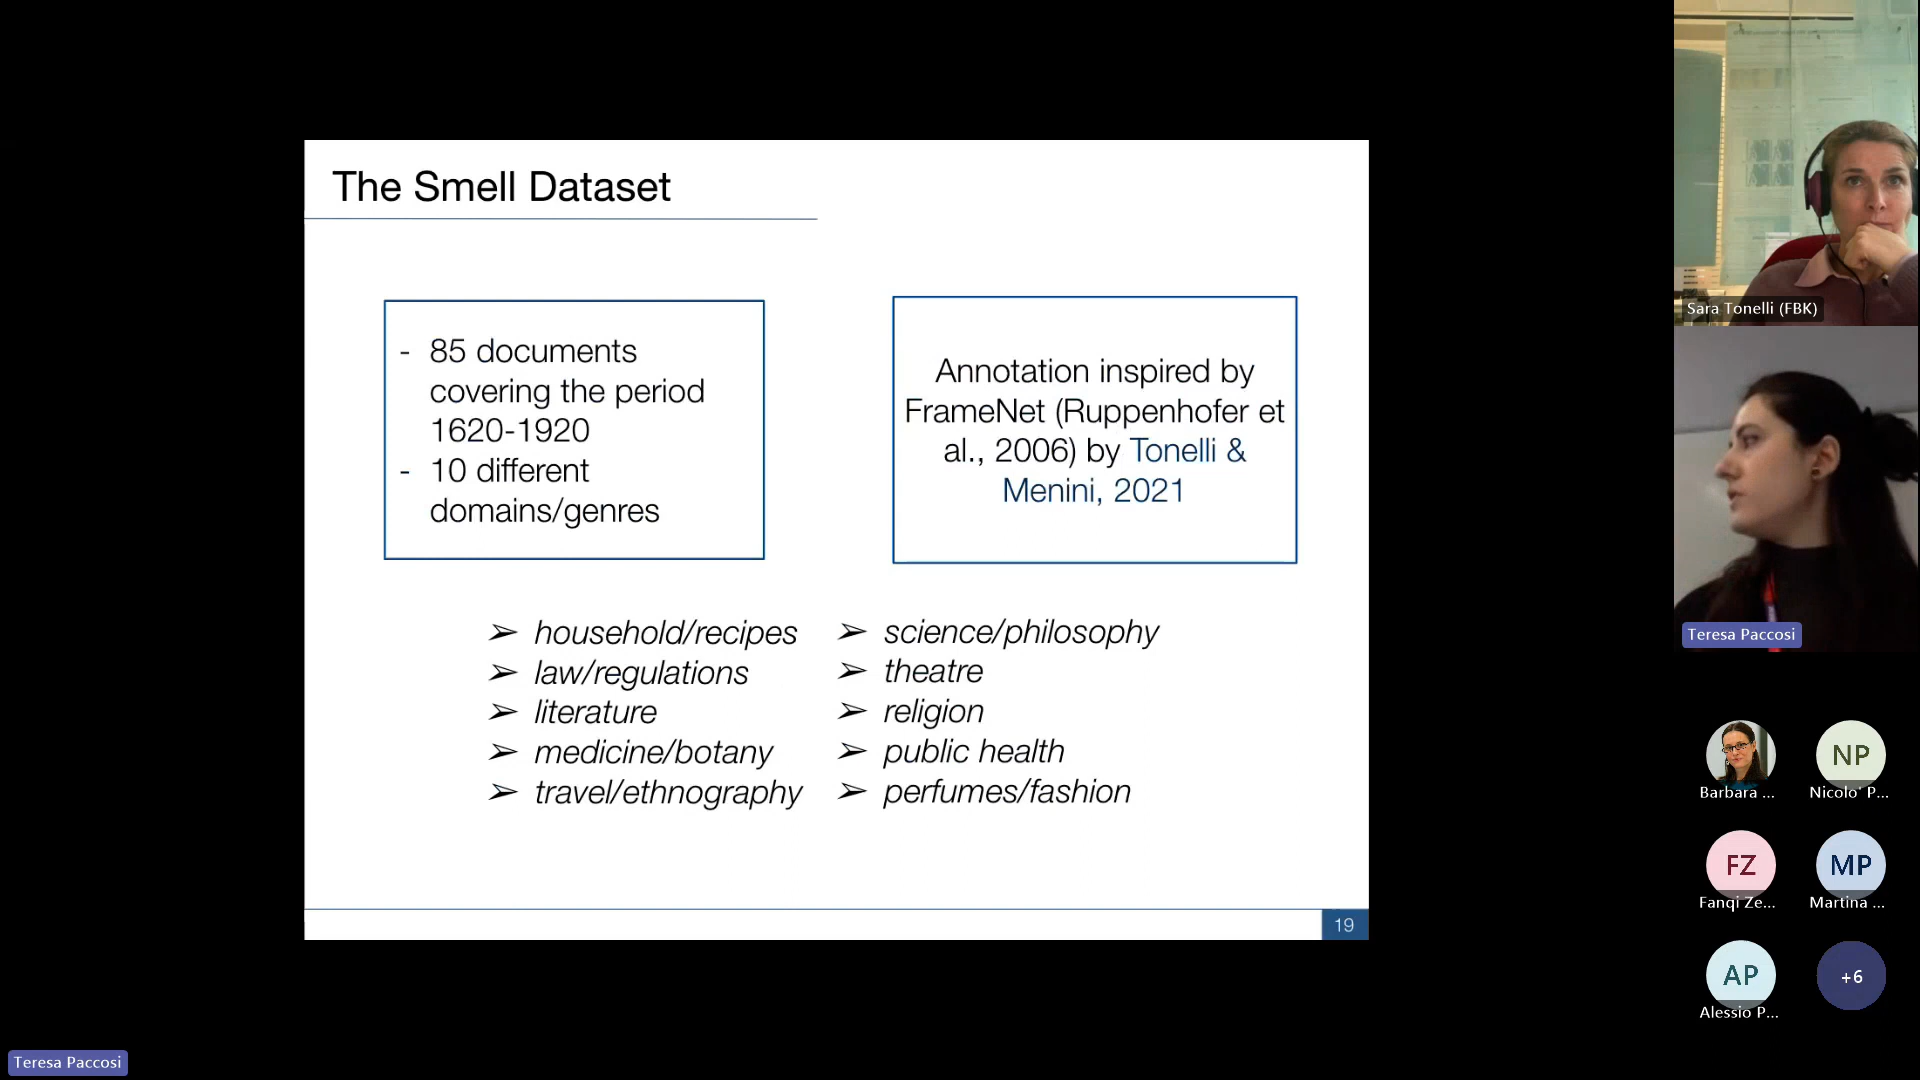 The Smell Dataset
- 85 documents
covering the period
1620-1920
- 10 different
domains/genres
Annotation inspired by
FrameNet (Ruppenhofer et
al., 2006) by Tonelli &
Menini, 2021
➢ household/recipes
➢ law/regulations
➢ literature
➢ medicine/botany
➢ travel/ethnography
➢ science/philosophy
➢ theatre
➢ religion
➢ public health
➢ perfumes/fashion
19
Sara Tonelli (FBK)
Teresa Paccosi
Barbara ...
NP
Nicolo' P...
FZ
Fanqi Ze...
MP
Martina ...
AP
Alessio P...
+6
Teresa Paccosi